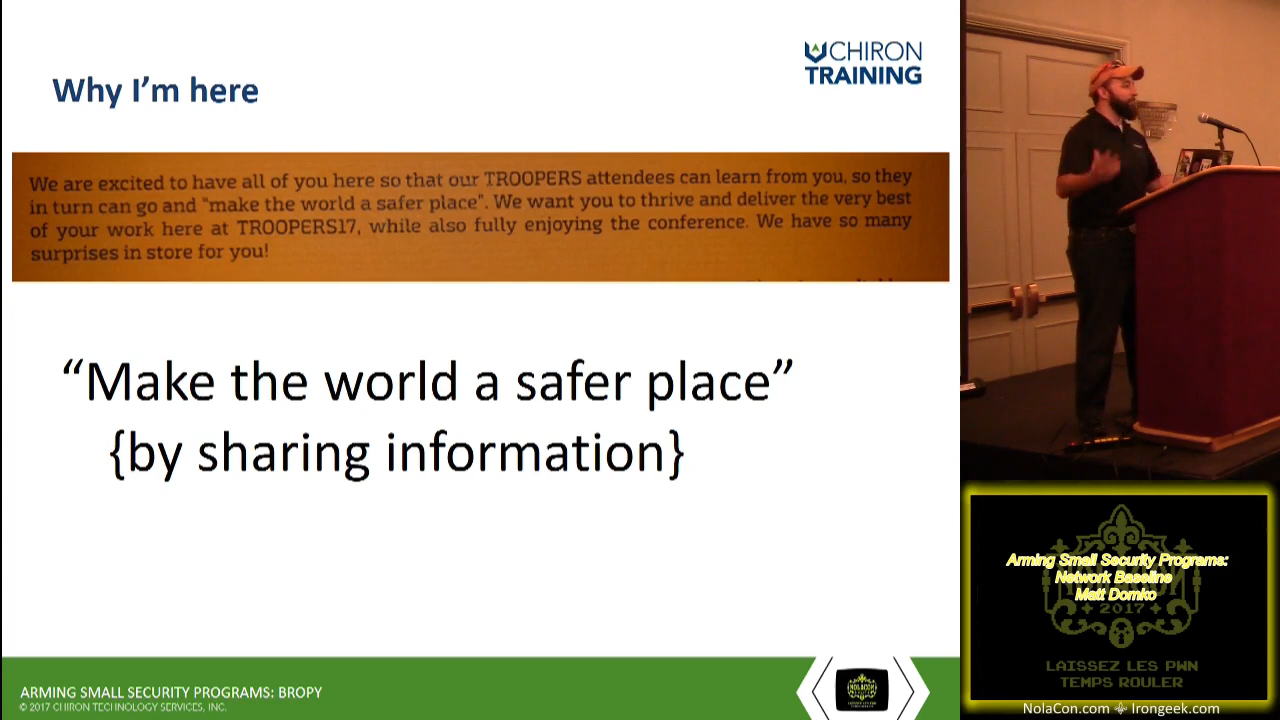 Why I'm here
CHIRON
TRAINING
We are excited to have all of you here so that our TROOPERS attendees can learn from you, so they
in turn can go and "make the world a safer place". We want you to thrive and deliver the very best
of your work here at TROOPERS17, while also fully enjoying the conference. We have so many
surprises in store for you!
“Make the world a safer place”
{by sharing information}
ARMING SMALL SECURITY PROGRAMS: BROPY
© 2017 CHIRON TECHNOLOGY SERVICES, INC.
Arming Small Security Programs:
Network Baseline
Matt Domko
2017
LAISSEZ LES PWN
TEMPS ROULER
NolaCon.com Irongeek.com